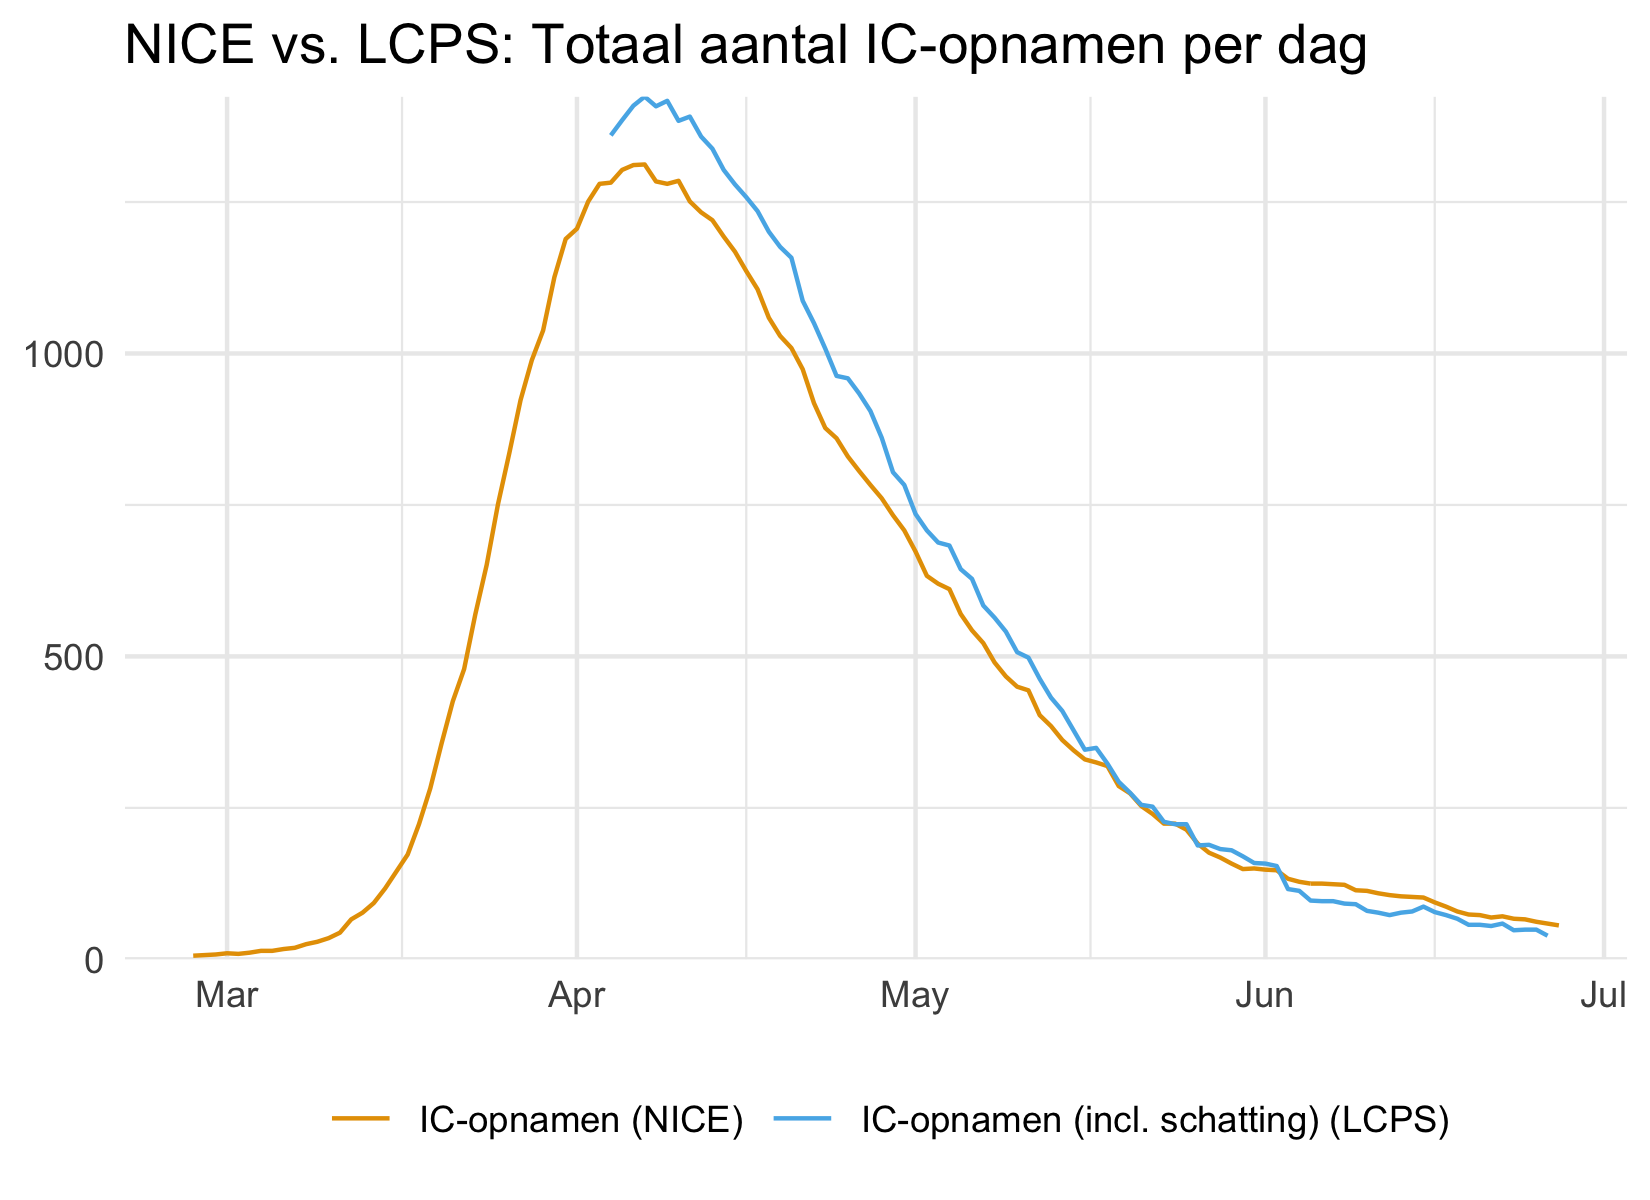 NICE vs. LCPS: Totaal aantal IC-opnamen per dag
1000
500
0
Mar Apr May Jun Jul
IC-opnamen (NICE) IC-opnamen (incl. schatting) (LCPS)